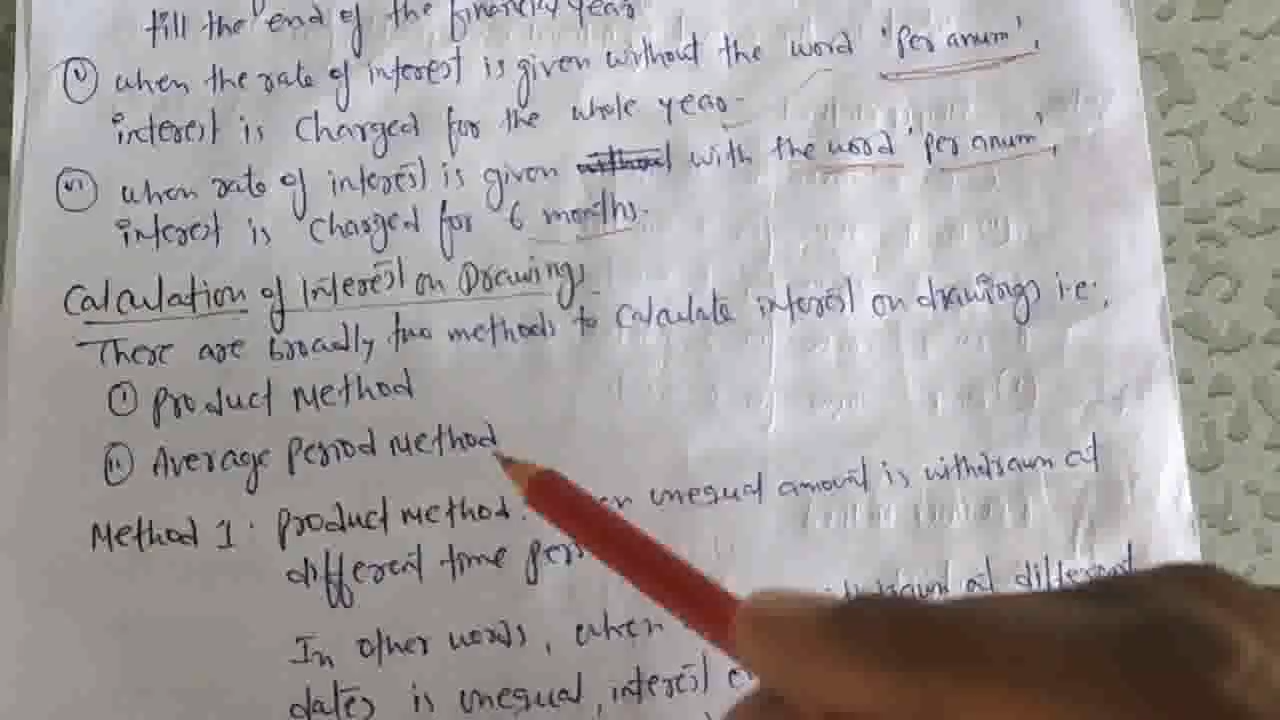 till the end of the financial year
(v) when the rate of interest is given without the word 'per anum',
interest is charged for the whole year.
(vi) when rate of interest is given with the word 'per anum',
interest is charged for 6 months.
Calculation of Interest on Drawings
There are broadly two methods to calculate interest on drawings i.e.,
(i) Product Method
(ii) Average Period Method
Method 1: Product method. unequal amount is withdrawn at
different time
at different
In other words, when
dates is unequal, interest